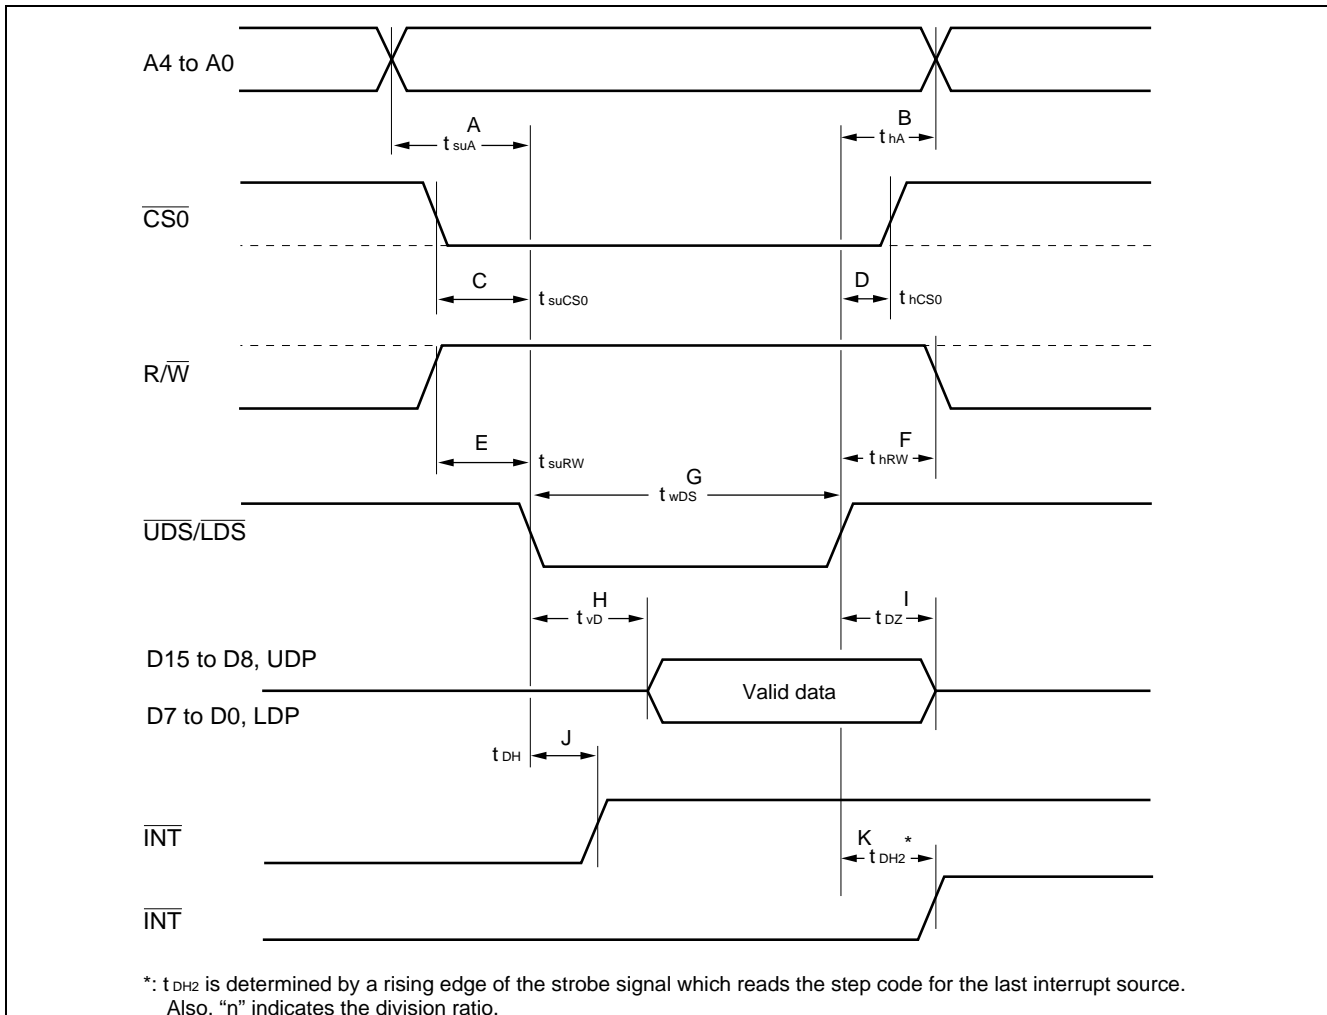 A4 to A0
A
B
t suA
t hA
CS0
C
D
t suCS0
t hCS0
R/W
E
F
t suRW
t hRW
G
t wDS
UDS/LDS
H
I
t vD
t DZ
D15 to D8, UDP
Valid data
D7 to D0, LDP
J
t DH
INT
K
*
t DH2
INT
*: t DH2 is determined by a rising edge of the strobe signal which reads the step code for the last interrupt source.
Also, “n” indicates the division ratio.